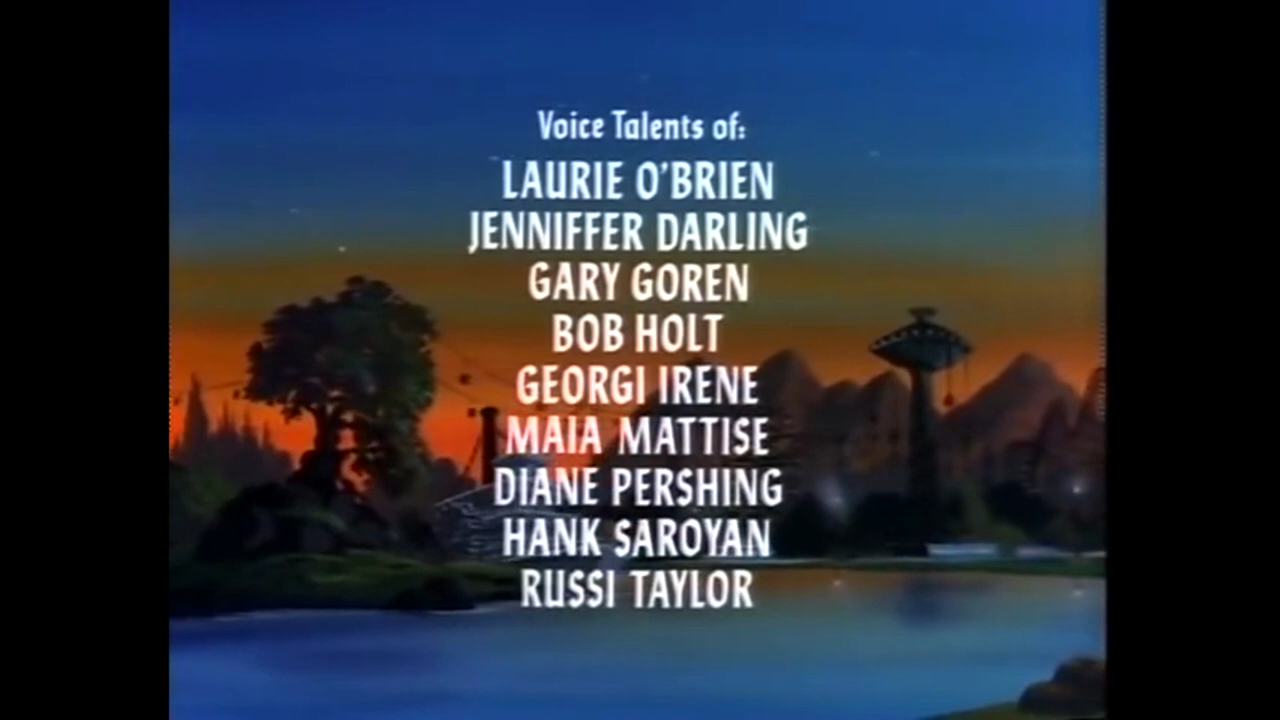 Voice Talents of:
LAURIE O'BRIEN
JENNIFFER DARLING
GARY GOREN
BOB HOLT
GEORGI IRENE
MAIA MATTISE
DIANE PERSHING
HANK SAROYAN
RUSSI TAYLOR